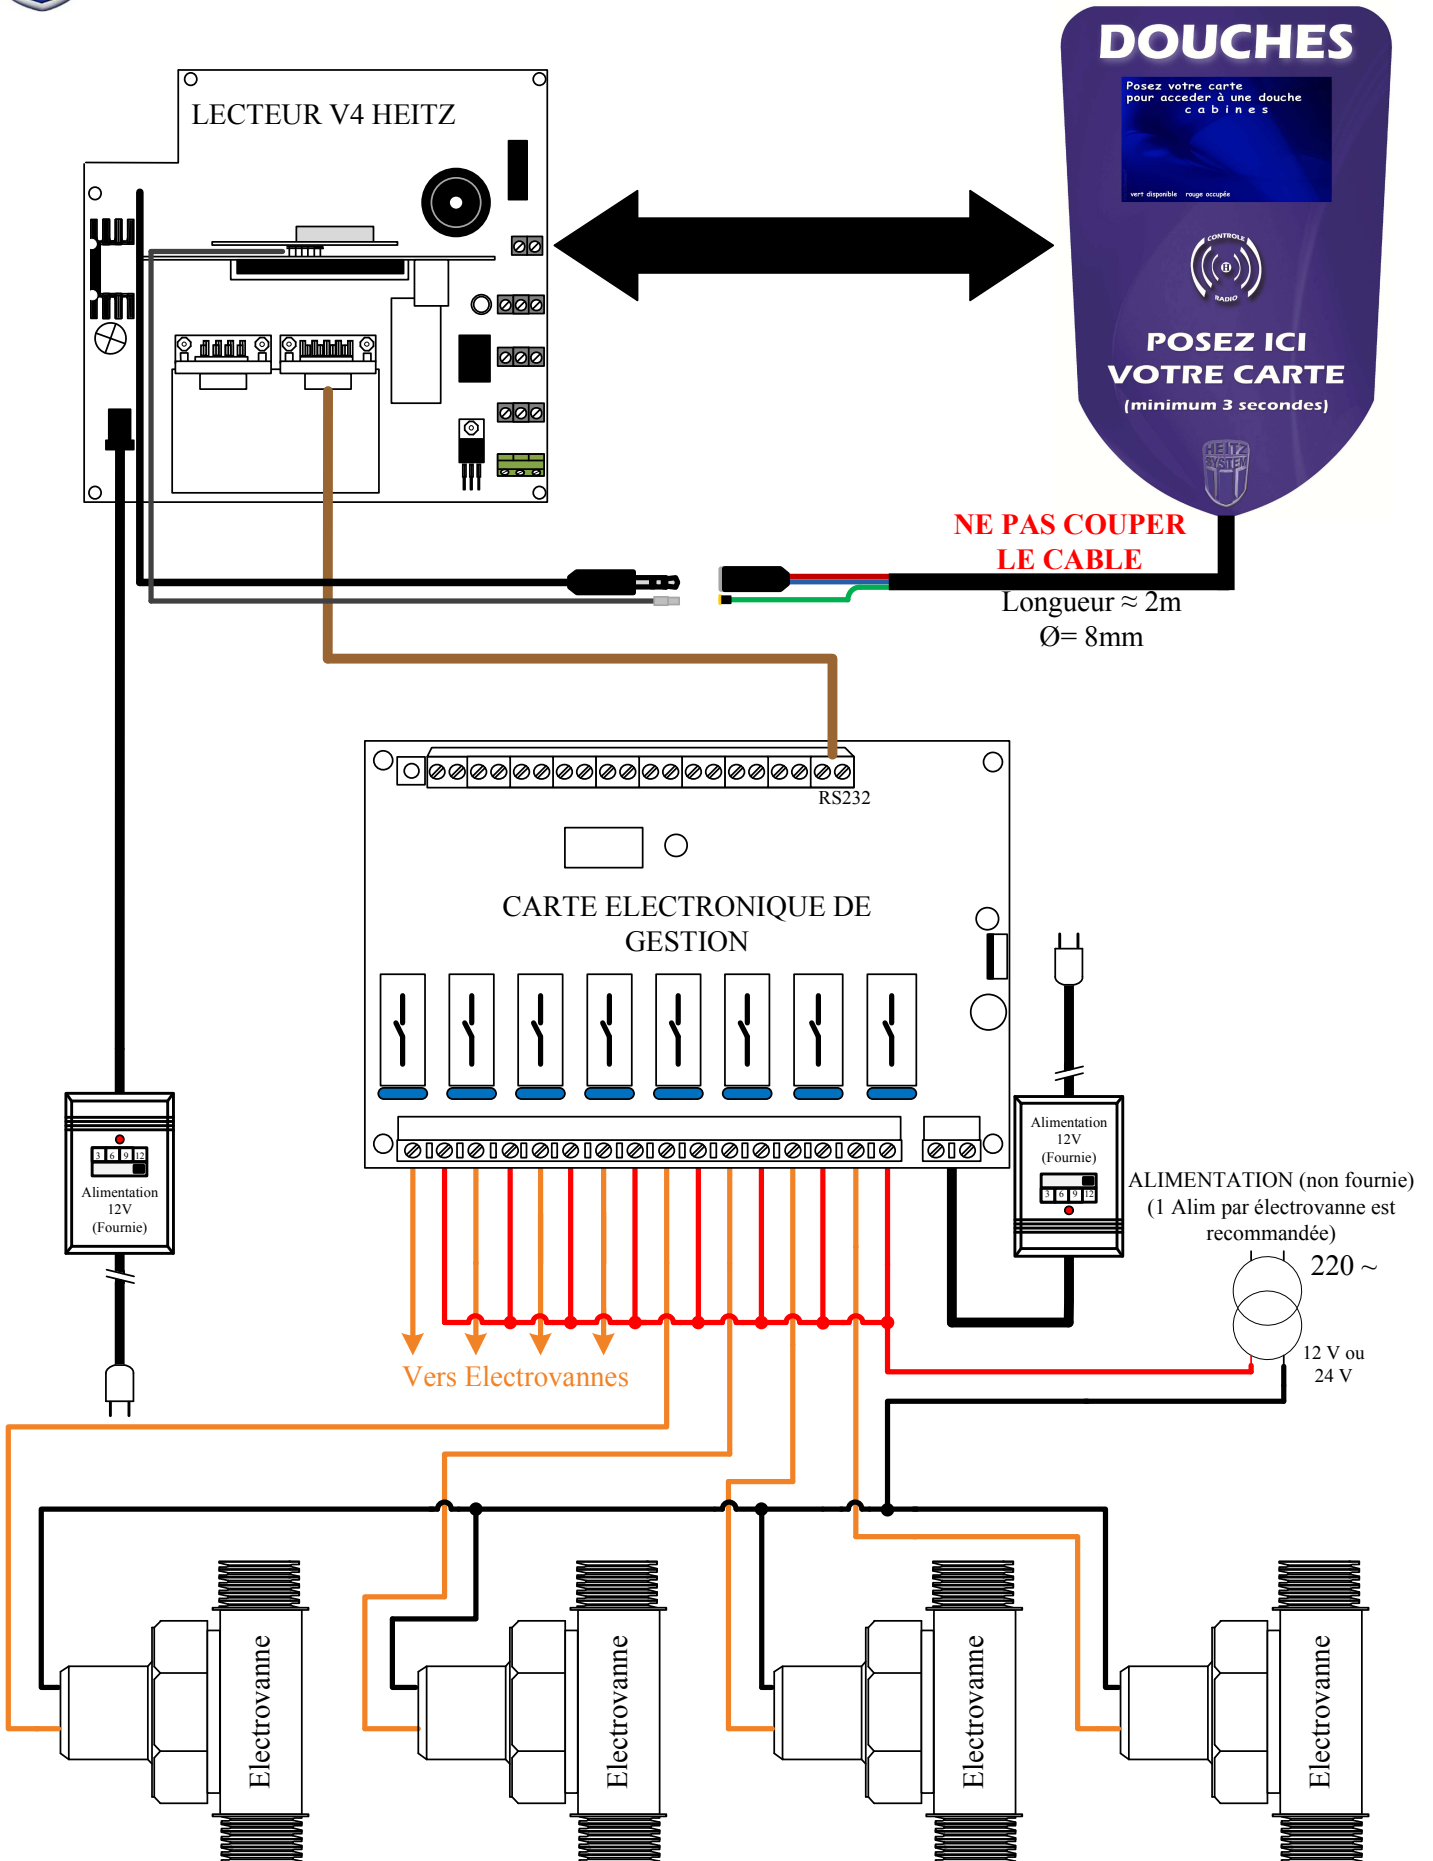 DOUCHES
Posez votre carte
pour acceder à une douche
cabines
vert disponible rouge occupée
CONTROLE
H
RADIO
POSEZ ICI
VOTRE CARTE
(minimum 3 secondes)
HEITZ
SYSTEM
LECTEUR V4 HEITZ
NE PAS COUPER
LE CABLE
Longueur ≈ 2m
Ø= 8mm
RS232
CARTE ELECTRONIQUE DE
GESTION
3 6 9 12
Alimentation
12V
(Fournie)
Alimentation
12V
(Fournie)
3 6 9 12
ALIMENTATION (non fournie)
(1 Alim par électrovanne est
recommandée)
220 ~
12 V ou
24 V
Vers Electrovannes
Electrovanne
Electrovanne
Electrovanne
Electrovanne